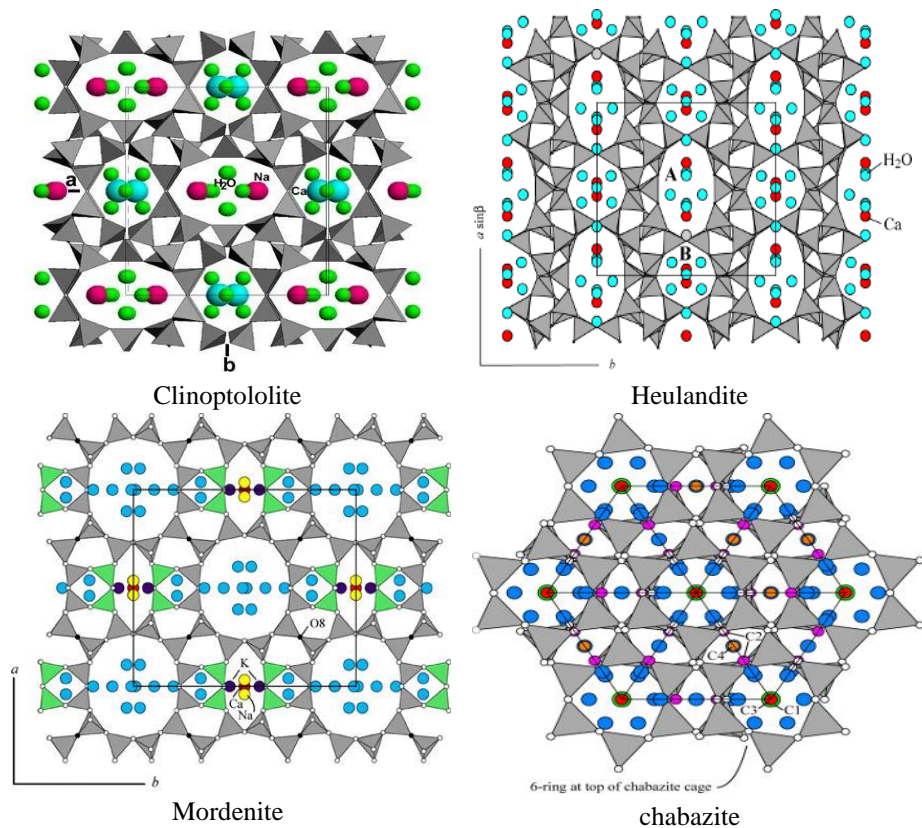 a
H₂O
Na
Ca
b
Clinoptololite
A
B
H₂O
Ca
a sinβ
b
Heulandite
O8
K
Ca
Na
a
b
Mordenite
C2
C4
C3
C1
6-ring at top of chabazite cage
chabazite